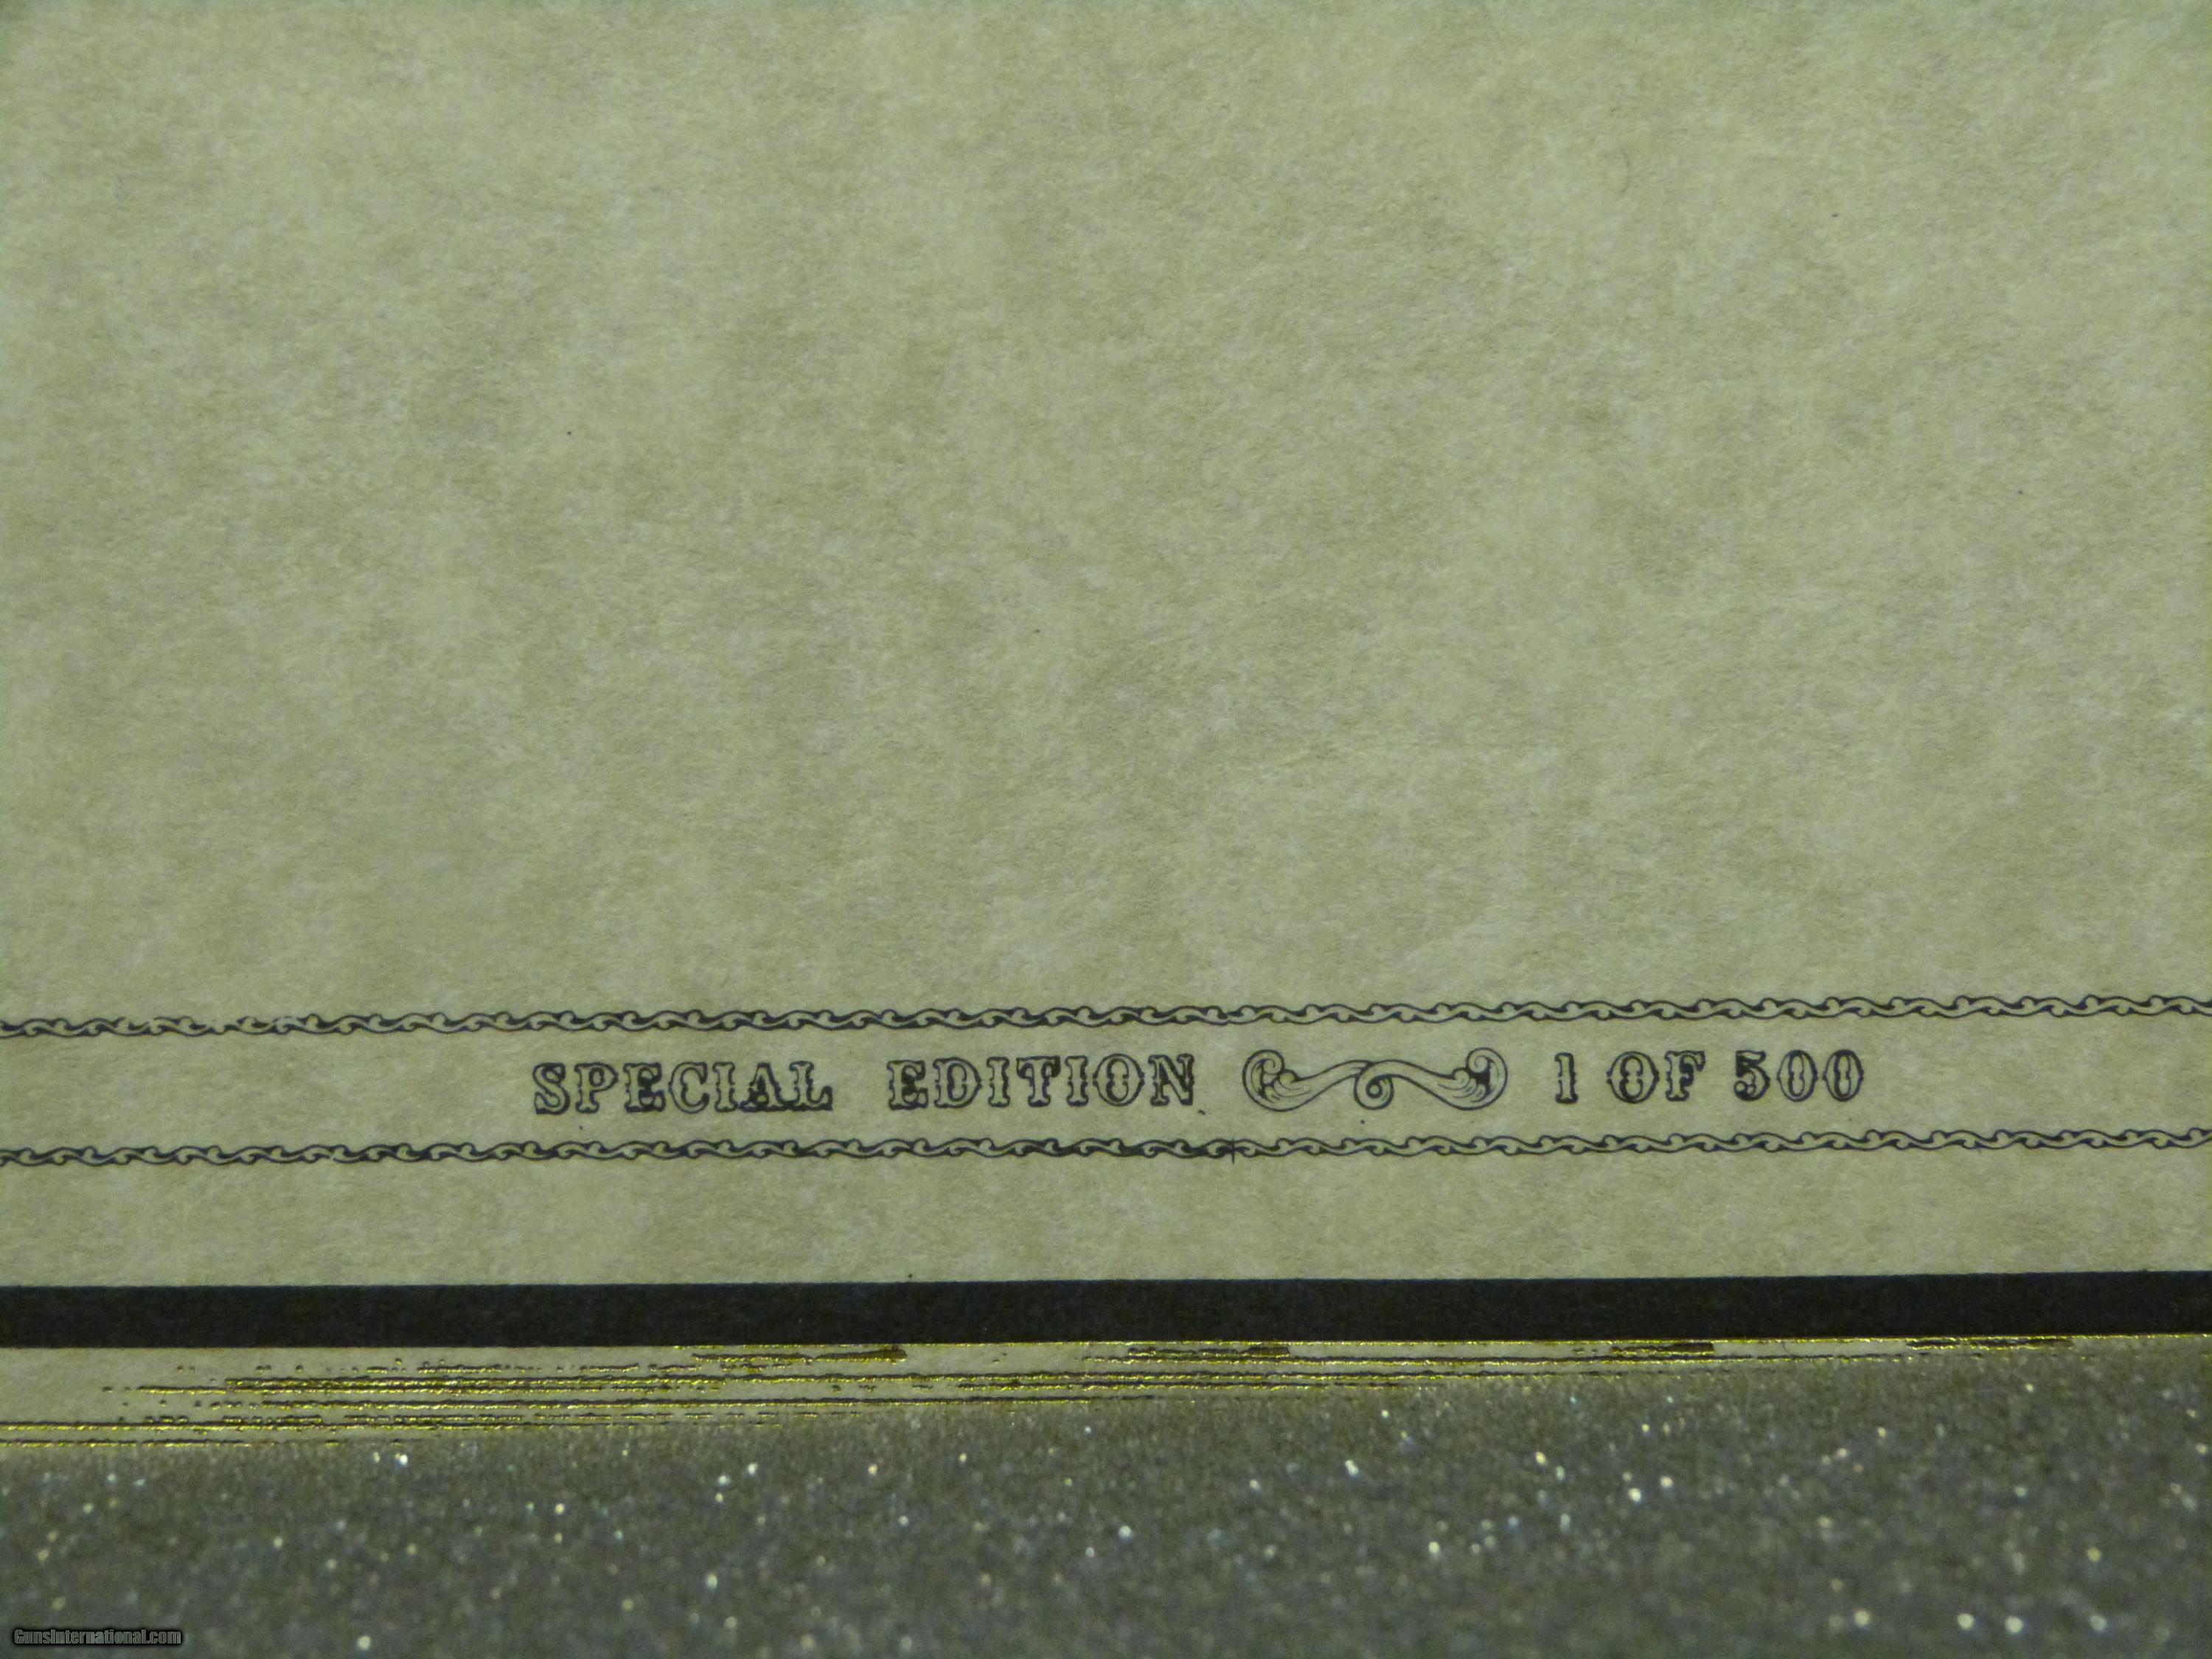 SPECIAL EDITION 1 OF 500
GunsInternational.com